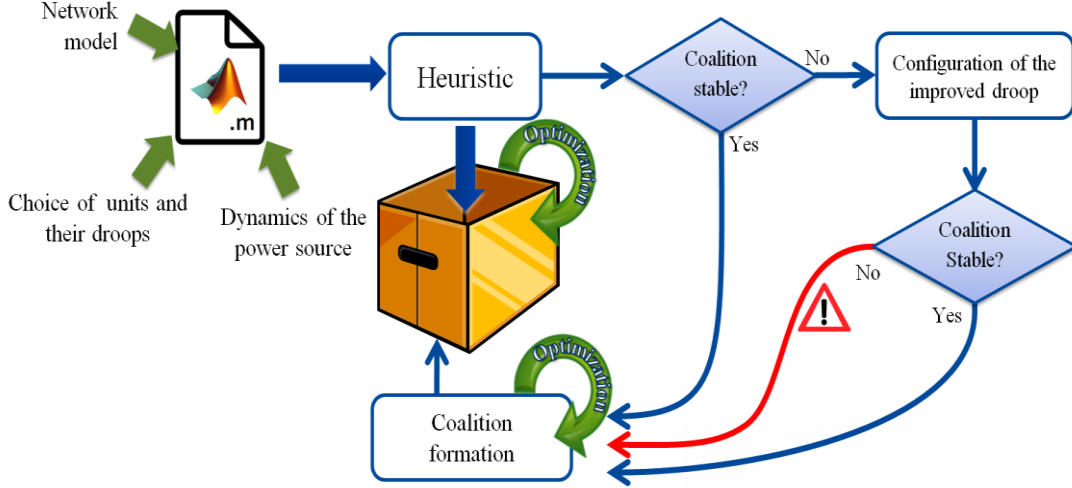 Network
model
.m
Choice of units and
their droops
Dynamics of the
power source
Heuristic
Optimization
Coalition
stable?
No
Yes
Configuration of the
improved droop
Coalition
Stable?
No
Yes
Optimization
Coalition
formation